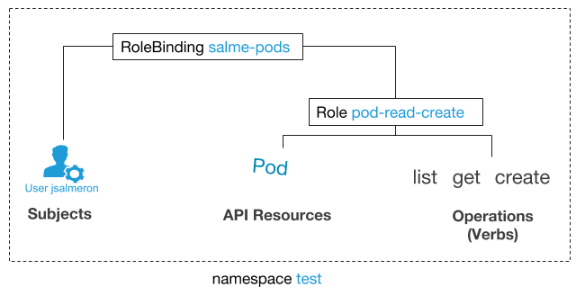 RoleBinding salme-pods
Role pod-read-create
Pod
list get create
User jsalmeron
Subjects
API Resources
Operations
(Verbs)
namespace test